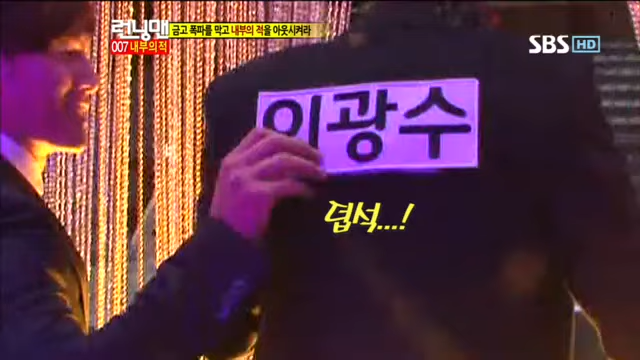 런닝맨
금고 폭파를 막고 내부의 적을 아웃시켜라
007 내부의 적
SBS HD
이광수
덥석...!